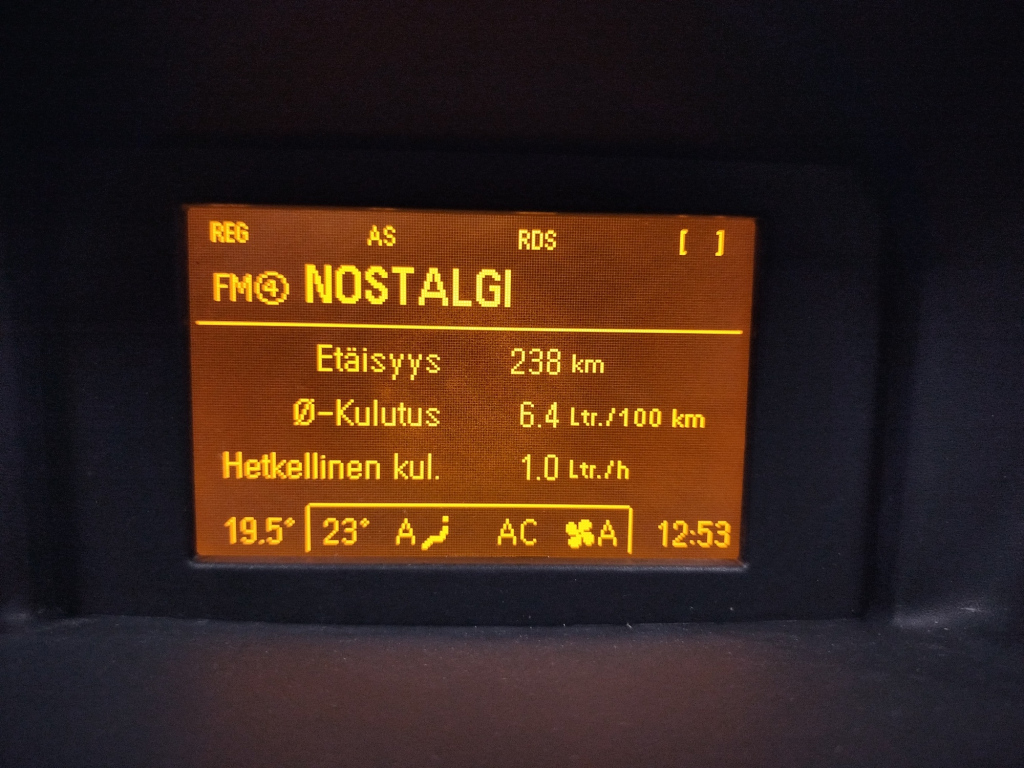 REG AS RDS [ ]
FM④ NOSTALGI
Etäisyys 238 km
Ø-Kulutus 6.4 Ltr./100 km
Hetkellinen kul. 1.0 Ltr./h
19.5° 23° A AC A 12:53